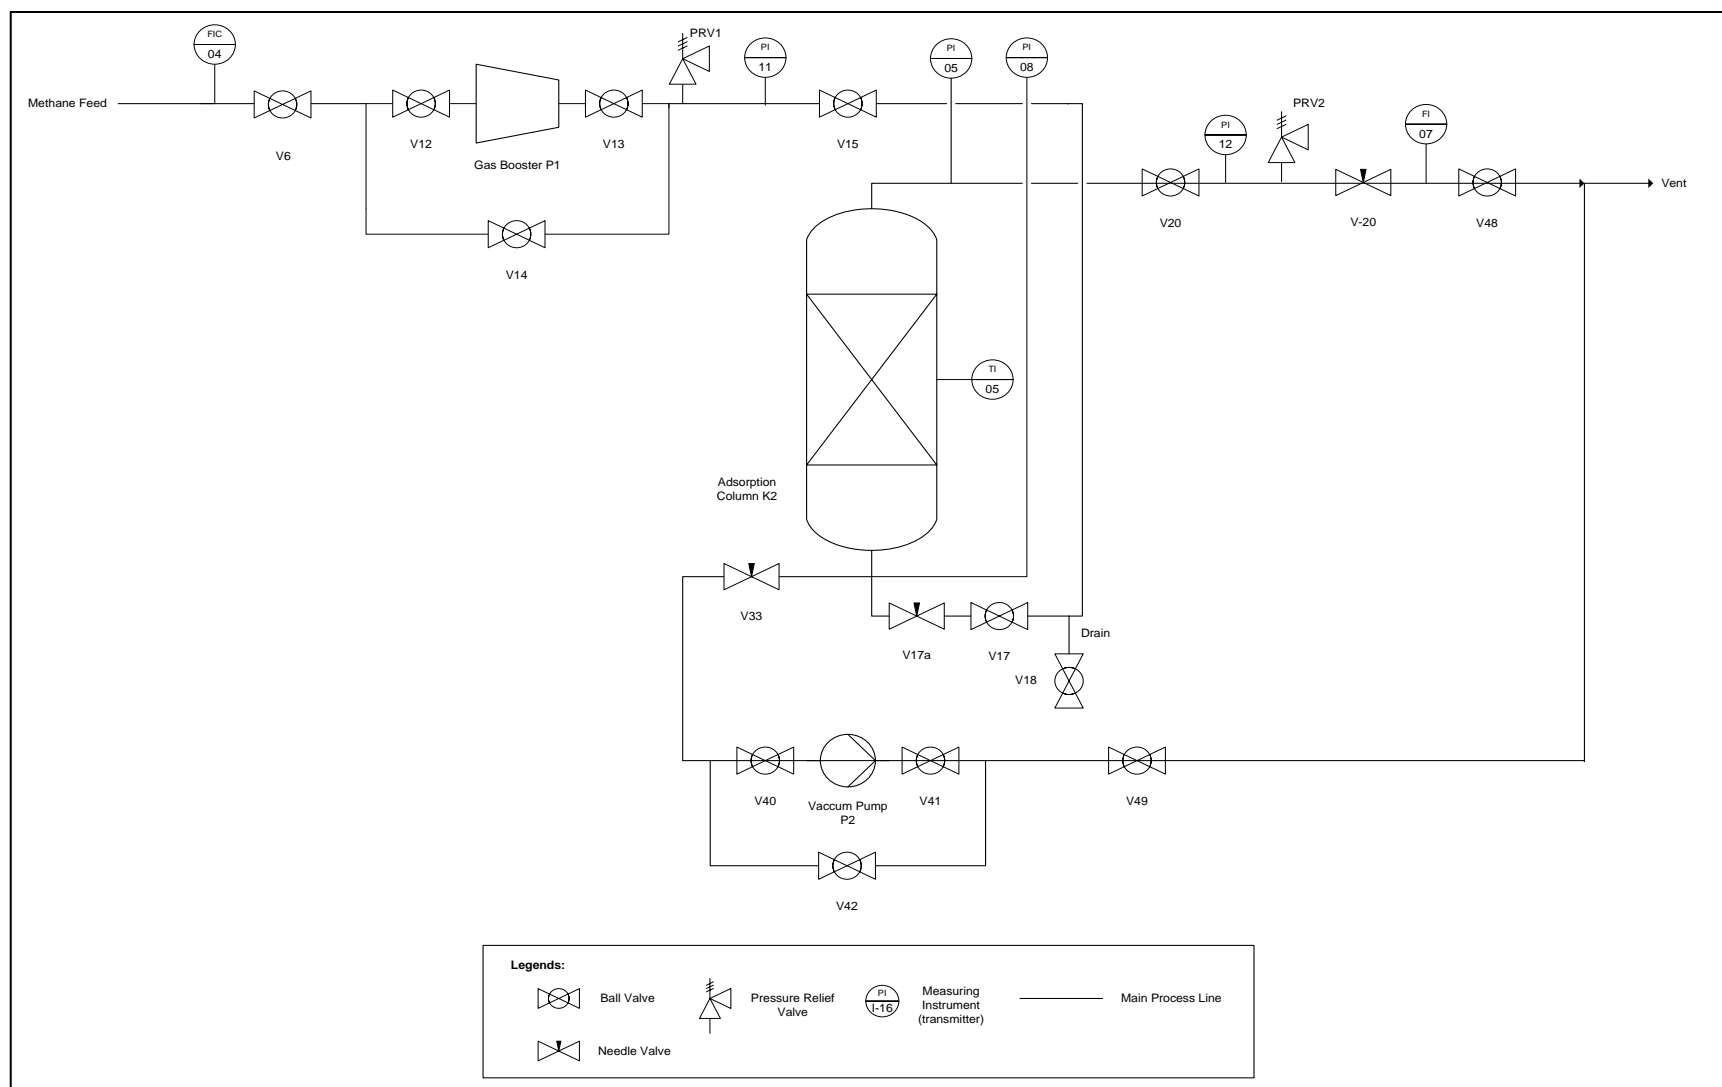 FIC
04
PRV1
PI
11
PI
05
PI
08
Methane Feed
V6
V12
Gas Booster P1
V13
V15
V14
PRV2
PI
12
FI
07
Vent
V20
V-20
V48
TI
05
Adsorption
Column K2
V33
V17a
V17
Drain
V18
V40
Vaccum Pump
P2
V41
V49
V42
Legends:
Ball Valve
Pressure Relief
Valve
PI
I-16
Measuring
Instrument
(transmitter)
Main Process Line
Needle Valve